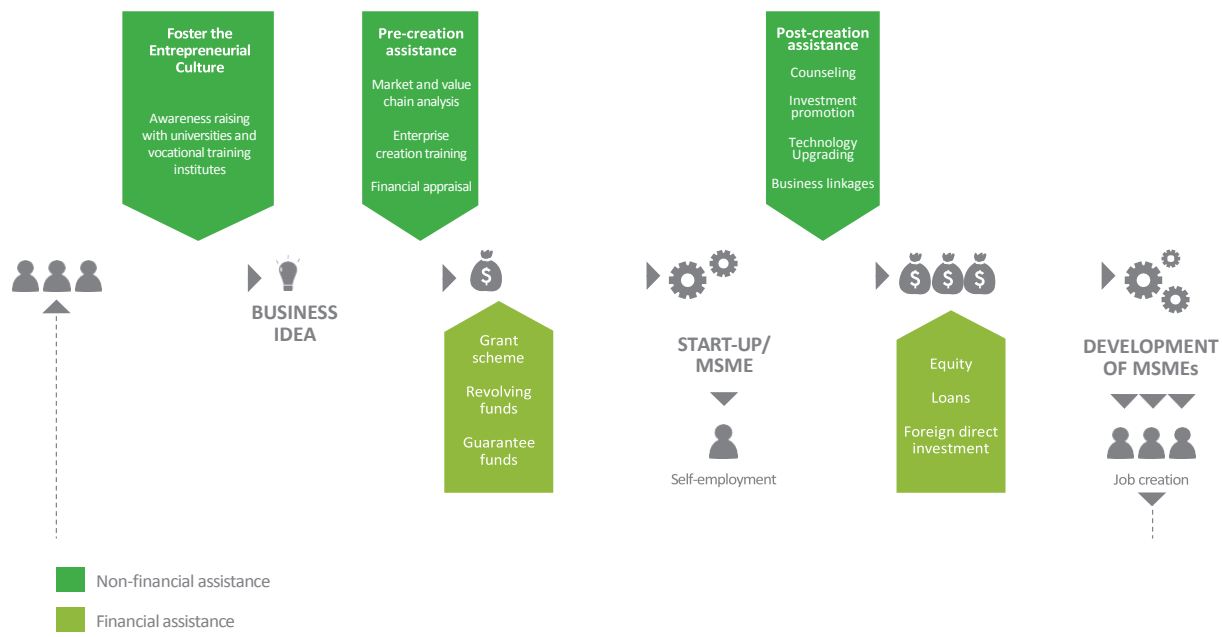 Foster the
Entrepreneurial
Culture
Awareness raising
with universities and
vocational training
institutes
Pre-creation
assistance
Market and value
chain analysis
Enterprise
creation training
Financial appraisal
Post-creation
assistance
Counseling
Investment
promotion
Technology
Upgrading
Business linkages
BUSINESS
IDEA
$
Grant
scheme
Revolving
funds
Guarantee
funds
START-UP/
MSME
Self-employment
$ $ $
Equity
Loans
Foreign direct
investment
DEVELOPMENT
OF MSMEs
Job creation
Non-financial assistance
Financial assistance